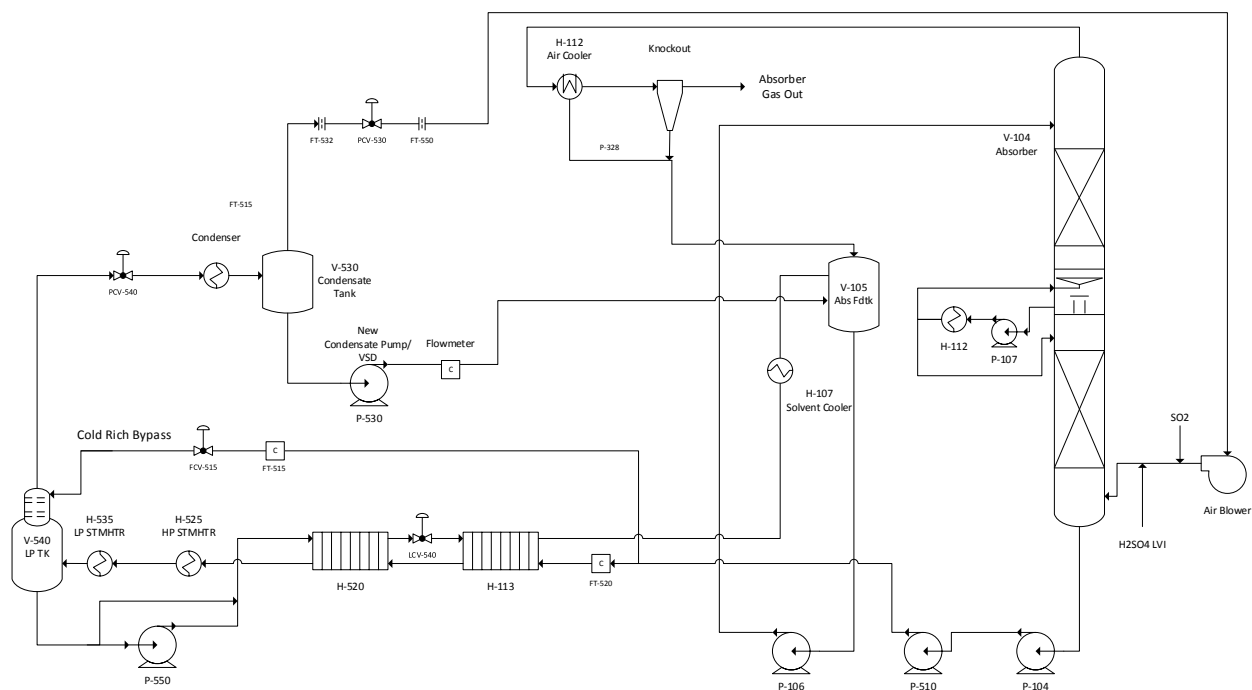 H-112
Air Cooler
Knockout
Absorber
Gas Out
FT-532
PCV-530
FT-550
P-328
V-104
Absorber
FT-515
Condenser
V-530
Condensate
Tank
PCV-540
V-105
Abs Fdtk
New
Condensate Pump/
VSD
Flowmeter
C
P-530
H-112
P-107
H-107
Solvent Cooler
SO2
Cold Rich Bypass
C
FCV-515
FT-515
Air Blower
H-535
LP STMHTR
H-525
HP STMHTR
V-540
LP TK
H2SO4 LVI
LCV-540
C
FT-520
H-520
H-113
P-550
P-106
P-510
P-104